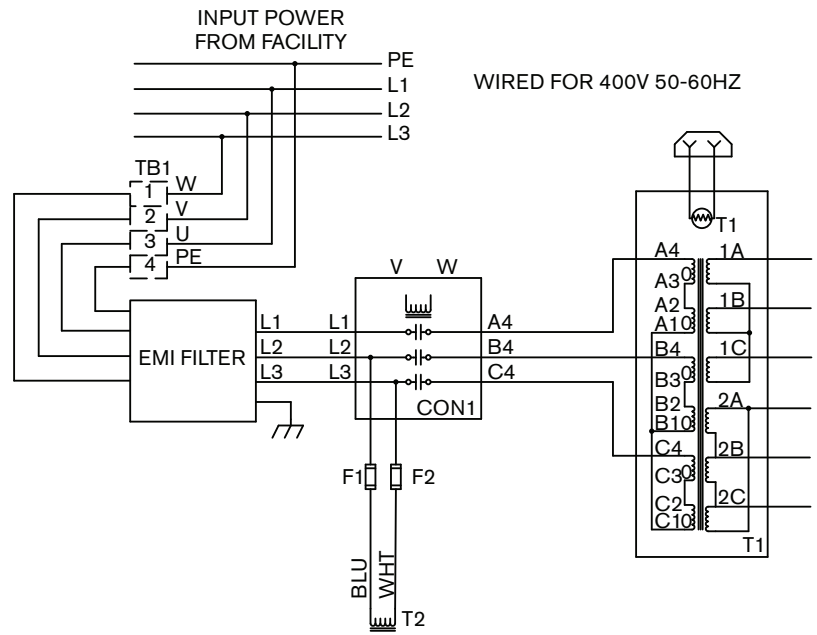 INPUT POWER
FROM FACILITY
PE
L1
L2
L3
WIRED FOR 400V 50-60HZ
TB1
1 W
2 V
3 U
4 PE
T1
V W
A4 1A
A3
A2 1B
A1
EMI FILTER
L1 L1 A4
L2 L2 B4
L3 L3 C4
CON1
B4 1C
B3
B2 2A
B1
C4 2B
C3
C2 2C
C1
T1
F1 F2
BLU
WHT
T2